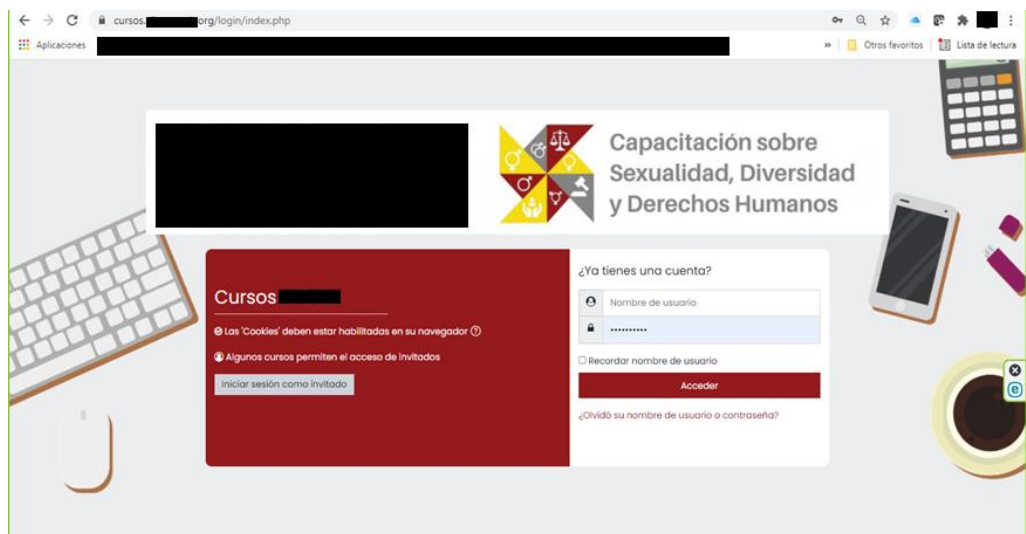 cursos.
org/login/index.php
Aplicaciones
»
Otros favoritos
Lista de lectura
Capacitación sobre
Sexualidad, Diversidad
y Derechos Humanos
Cursos
Las 'Cookies' deben estar habilitadas en su navegador
Algunos cursos permiten el acceso de invitados
Iniciar sesión como invitado
¿Ya tienes una cuenta?
Nombre de usuario
••••••••••
Recordar nombre de usuario
Acceder
¿Olvidó su nombre de usuario o contraseña?